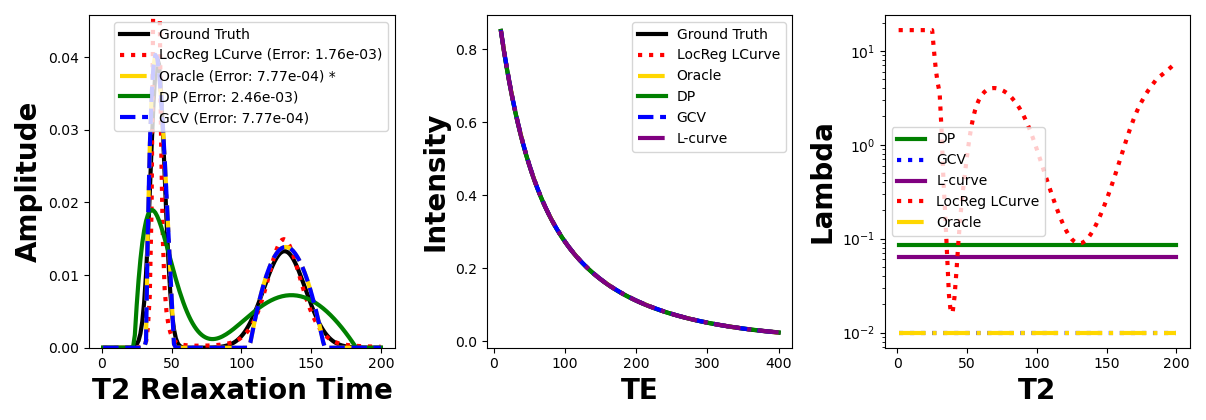 Amplitude
0.04
0.03
0.02
0.01
0.00
Ground Truth
LocReg LCurve (Error: 1.76e-03)
Oracle (Error: 7.77e-04) *
DP (Error: 2.46e-03)
GCV (Error: 7.77e-04)
0 50 100 150 200
T2 Relaxation Time
Intensity
0.8
0.6
0.4
0.2
0.0
Ground Truth
LocReg LCurve
Oracle
DP
GCV
L-curve
0 100 200 300 400
TE
Lambda
10¹
10⁰
10⁻¹
10⁻²
DP
GCV
L-curve
LocReg LCurve
Oracle
0 50 100 150 200
T2